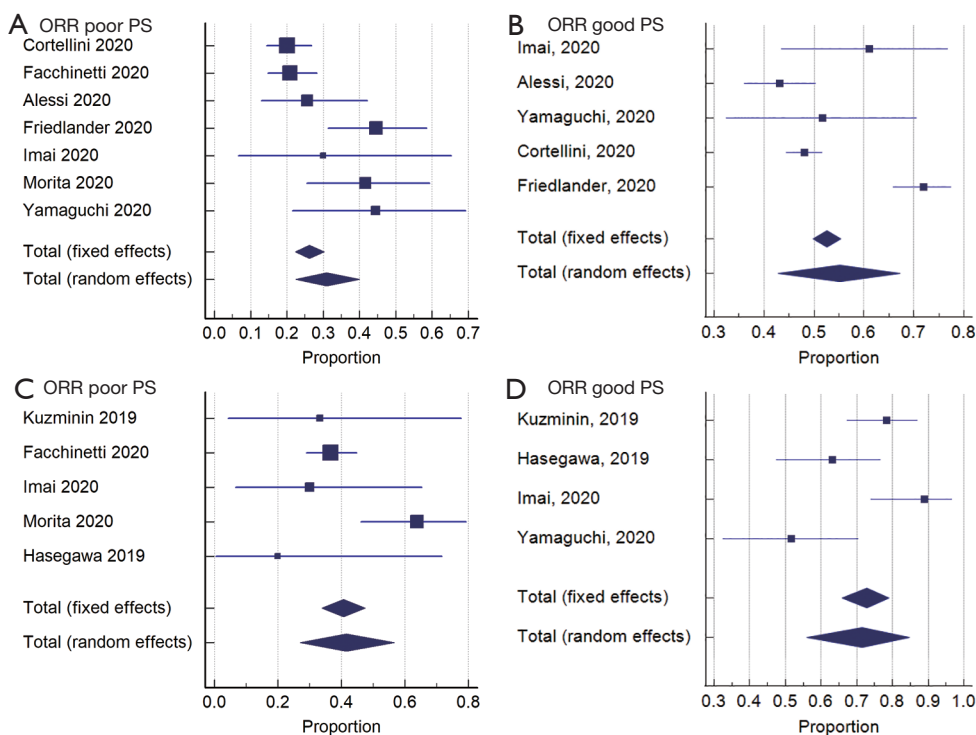 A ORR poor PS
Cortellini 2020
Facchinetti 2020
Alessi 2020
Friedlander 2020
Imai 2020
Morita 2020
Yamaguchi 2020
Total (fixed effects)
Total (random effects)
0.0 0.1 0.2 0.3 0.4 0.5 0.6 0.7
Proportion
B ORR good PS
Imai, 2020
Alessi, 2020
Yamaguchi, 2020
Cortellini, 2020
Friedlander, 2020
Total (fixed effects)
Total (random effects)
0.3 0.4 0.5 0.6 0.7 0.8
Proportion
C ORR poor PS
Kuzminin 2019
Facchinetti 2020
Imai 2020
Morita 2020
Hasegawa 2019
Total (fixed effects)
Total (random effects)
0.0 0.2 0.4 0.6 0.8
Proportion
D ORR good PS
Kuzminin, 2019
Hasegawa, 2019
Imai, 2020
Yamaguchi, 2020
Total (fixed effects)
Total (random effects)
0.3 0.4 0.5 0.6 0.7 0.8 0.9 1.0
Proportion